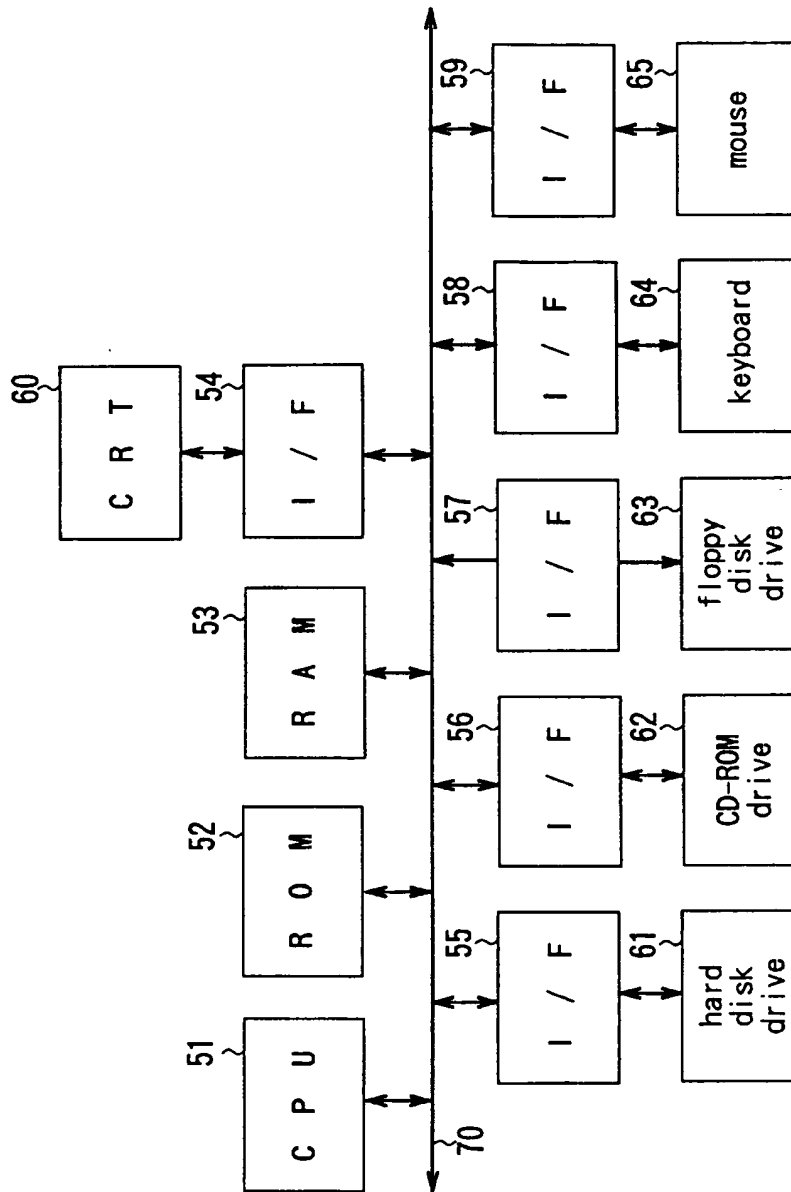 60
C R T
51
C P U
52
R O M
53
R A M
54
I / F
70
55
I / F
56
I / F
57
I / F
58
I / F
59
I / F
61
hard
disk
drive
62
CD-ROM
drive
63
floppy
disk
drive
64
keyboard
65
mouse